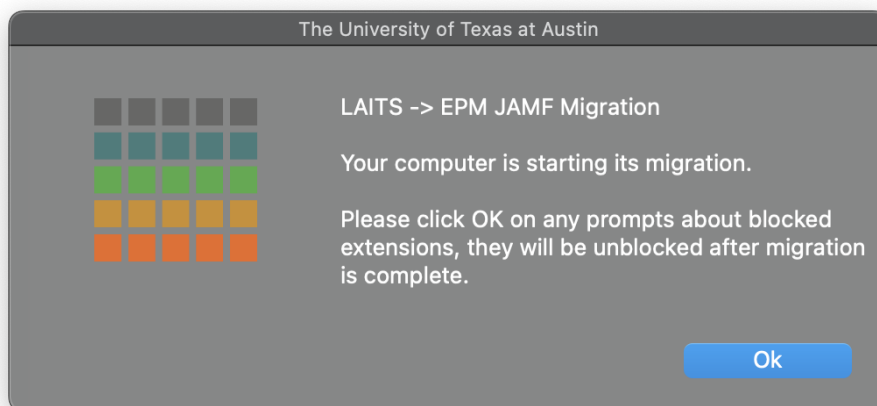 The University of Texas at Austin
LAITS -> EPM JAMF Migration
Your computer is starting its migration.
Please click OK on any prompts about blocked
extensions, they will be unblocked after migration
is complete.
Ok